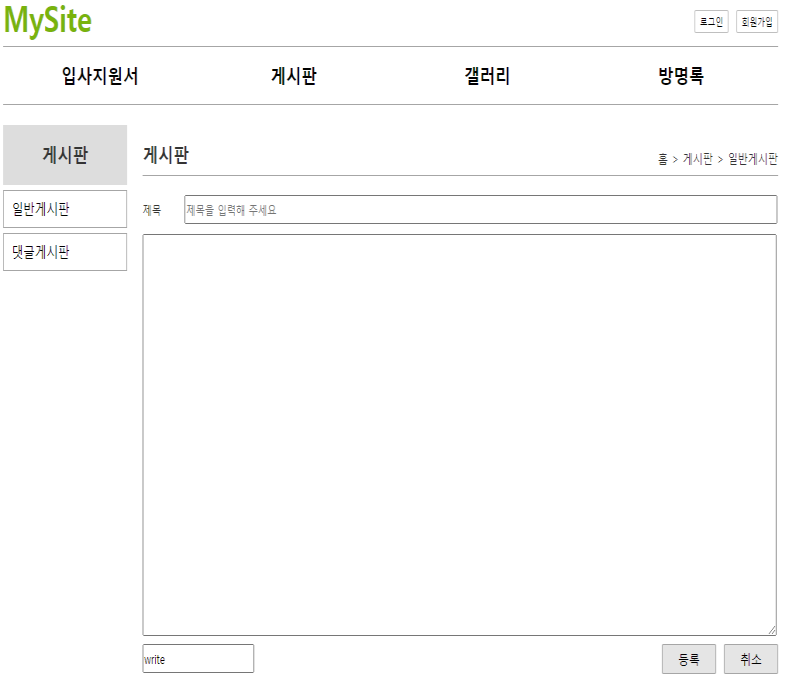 MySite
로그인 회원가입
입사지원서 게시판 갤러리 방명록
게시판
일반게시판
댓글게시판
게시판
홈 > 게시판 > 일반게시판
제목 제목을 입력해 주세요
write
등록 취소